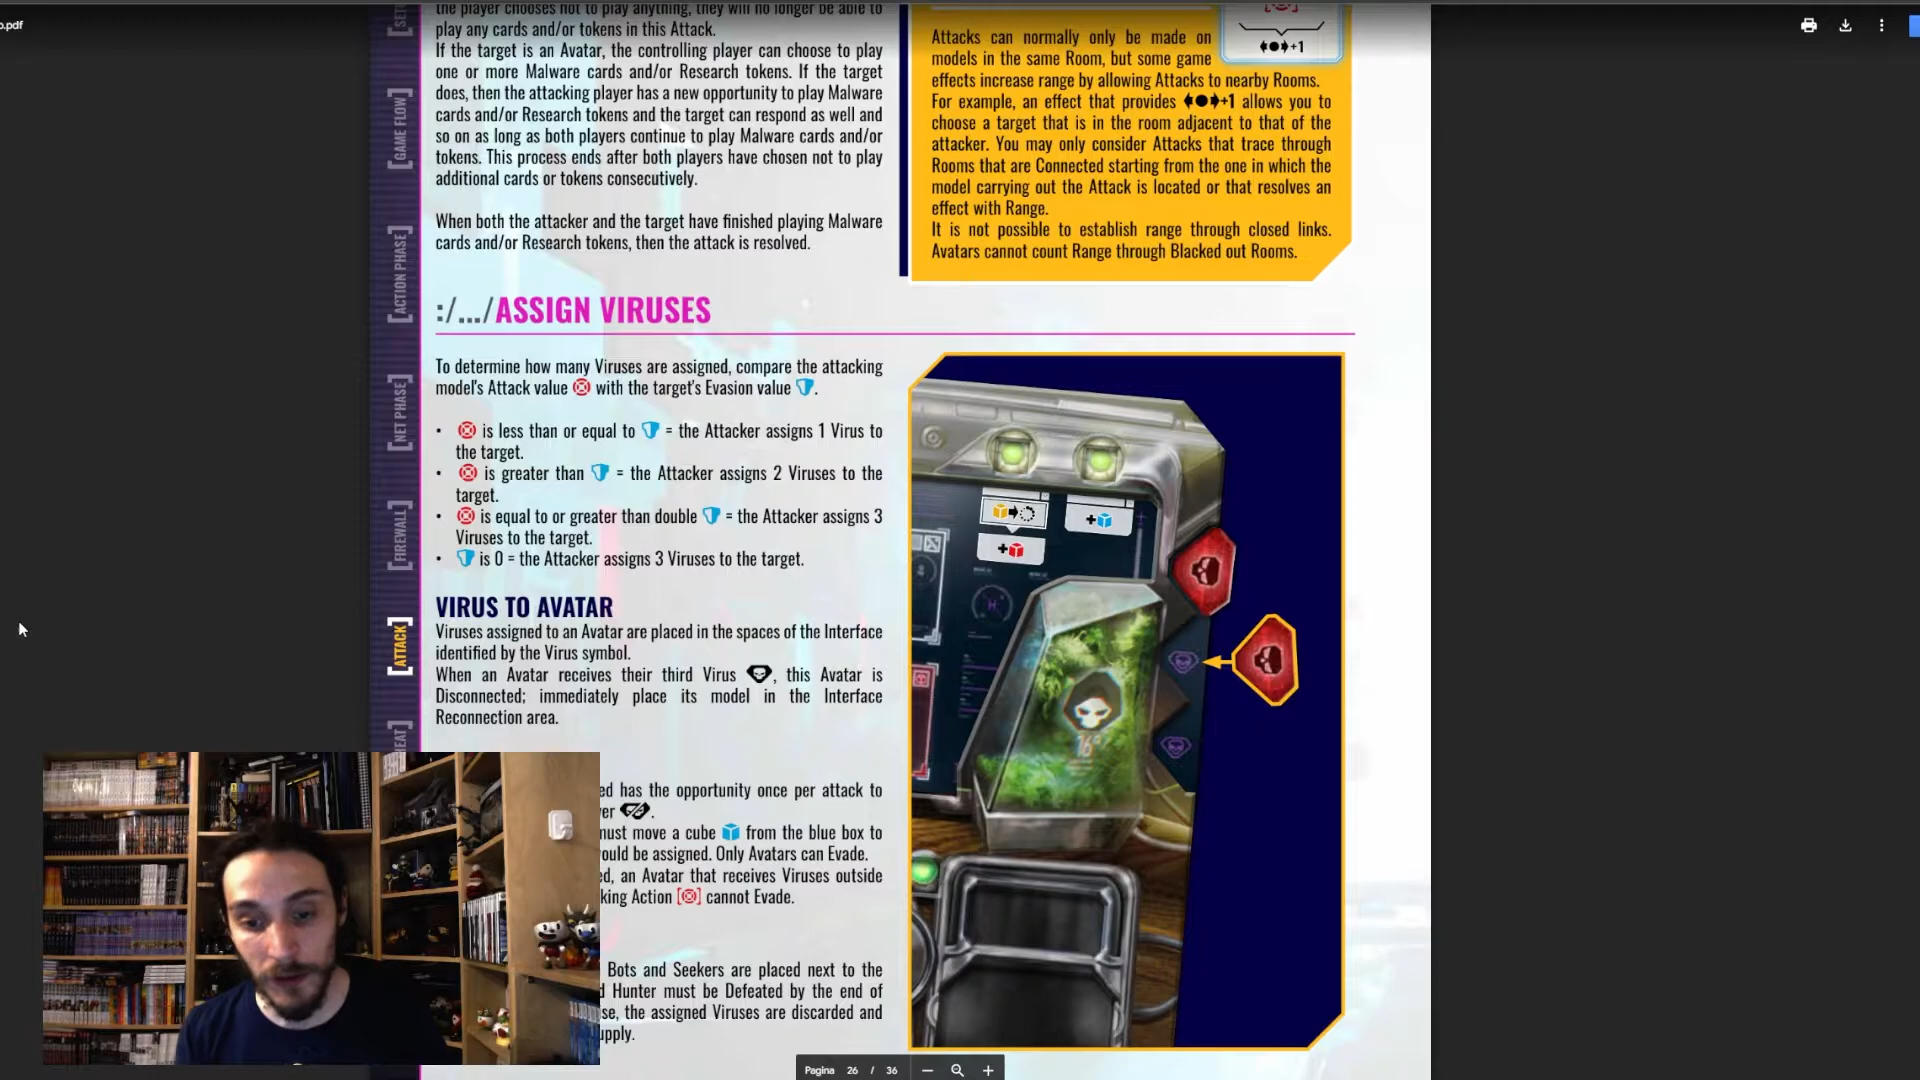 o.pdf
[SET
[GAME FLOW]
[ACTION PHASE]
[NET PHASE]
[FIREWALL]
[ATTACK]
HEAT]
the player chooses not to play anything, they will no longer be able to
play any cards and/or tokens in this Attack.
If the target is an Avatar, the controlling player can choose to play
one or more Malware cards and/or Research tokens. If the target
does, then the attacking player has a new opportunity to play Malware
cards and/or Research tokens and the target can respond as well and
so on as long as both players continue to play Malware cards and/or
tokens. This process ends after both players have chosen not to play
additional cards or tokens consecutively.
When both the attacker and the target have finished playing Malware
cards and/or Research tokens, then the attack is resolved.
+1
Attacks can normally only be made on
models in the same Room, but some game
effects increase range by allowing Attacks to nearby Rooms.
For example, an effect that provides +1 allows you to
choose a target that is in the room adjacent to that of the
attacker. You may only consider Attacks that trace through
Rooms that are Connected starting from the one in which the
model carrying out the Attack is located or that resolves an
effect with Range.
It is not possible to establish range through closed links.
Avatars cannot count Range through Blacked out Rooms.
:/.../ASSIGN VIRUSES
To determine how many Viruses are assigned, compare the attacking
model's Attack value with the target's Evasion value .
• is less than or equal to = the Attacker assigns 1 Virus to
the target.
• is greater than = the Attacker assigns 2 Viruses to the
target.
• is equal to or greater than double = the Attacker assigns 3
Viruses to the target.
• is 0 = the Attacker assigns 3 Viruses to the target.
VIRUS TO AVATAR
Viruses assigned to an Avatar are placed in the spaces of the Interface
identified by the Virus symbol.
When an Avatar receives their third Virus , this Avatar is
Disconnected; immediately place its model in the Interface
Reconnection area.
ed has the opportunity once per attack to
er .
must move a cube from the blue box to
ould be assigned. Only Avatars can Evade.
ed, an Avatar that receives Viruses outside
king Action [ ] cannot Evade.
Bots and Seekers are placed next to the
d Hunter must be Defeated by the end of
se, the assigned Viruses are discarded and
upply.
+
+
16
Pagina 26 / 36